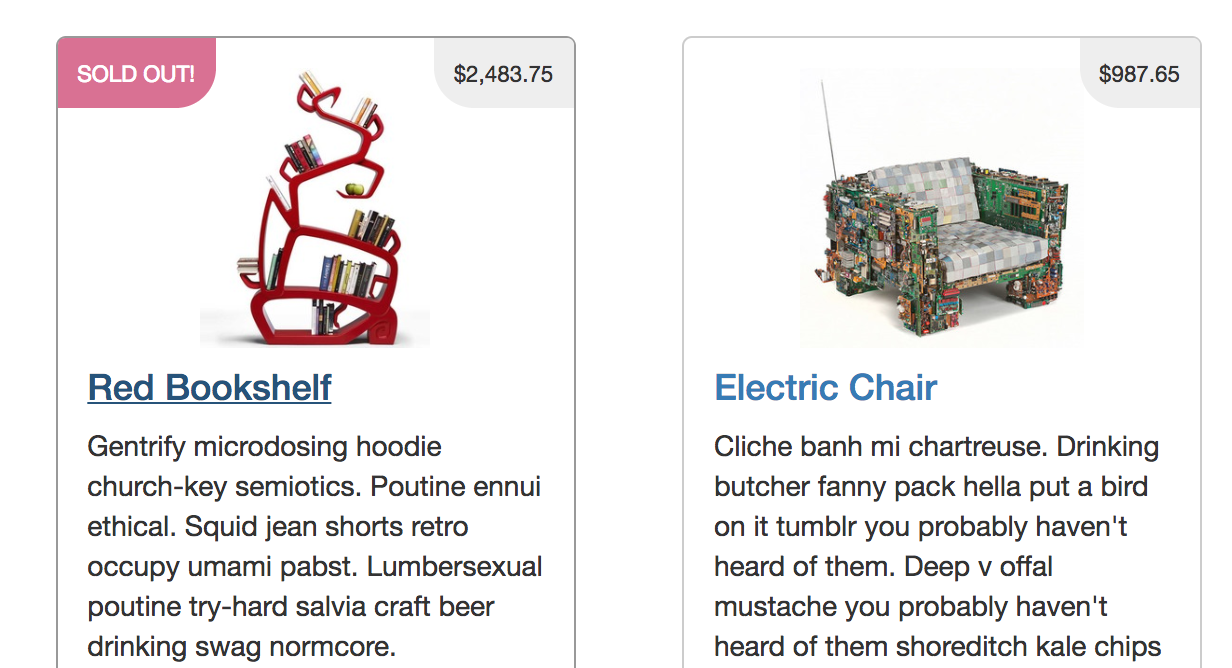 SOLD OUT!
$2,483.75
Red Bookshelf
Gentrify microdosing hoodie
church-key semiotics. Poutine ennui
ethical. Squid jean shorts retro
occupy umami pabst. Lumbersexual
poutine try-hard salvia craft beer
drinking swag normcore.
$987.65
Electric Chair
Cliche banh mi chartreuse. Drinking
butcher fanny pack hella put a bird
on it tumblr you probably haven't
heard of them. Deep v offal
mustache you probably haven't
heard of them shoreditch kale chips